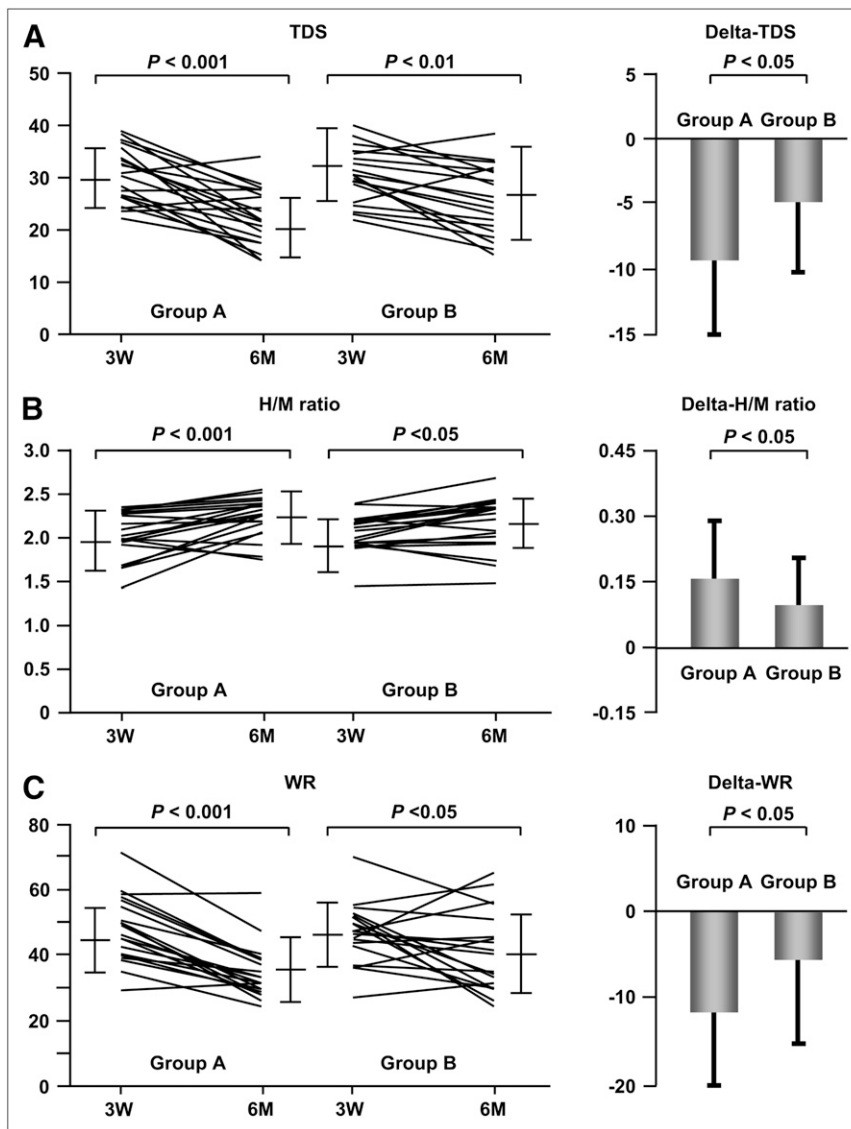 A
TDS
Delta-TDS
P < 0.001
P < 0.01
P < 0.05
50
40
30
20
10
0
Group A
Group B
3W
6M
3W
6M
5
0
-5
-10
-15
Group A
Group B
B
H/M ratio
Delta-H/M ratio
P < 0.001
P <0.05
P < 0.05
3.0
2.5
2.0
1.5
1.0
0.5
0
Group A
Group B
3W
6M
3W
6M
0.45
0.30
0.15
0
-0.15
Group A
Group B
C
WR
Delta-WR
P < 0.001
P <0.05
P < 0.05
80
60
40
20
0
Group A
Group B
3W
6M
3W
6M
10
0
-10
-20
Group A
Group B